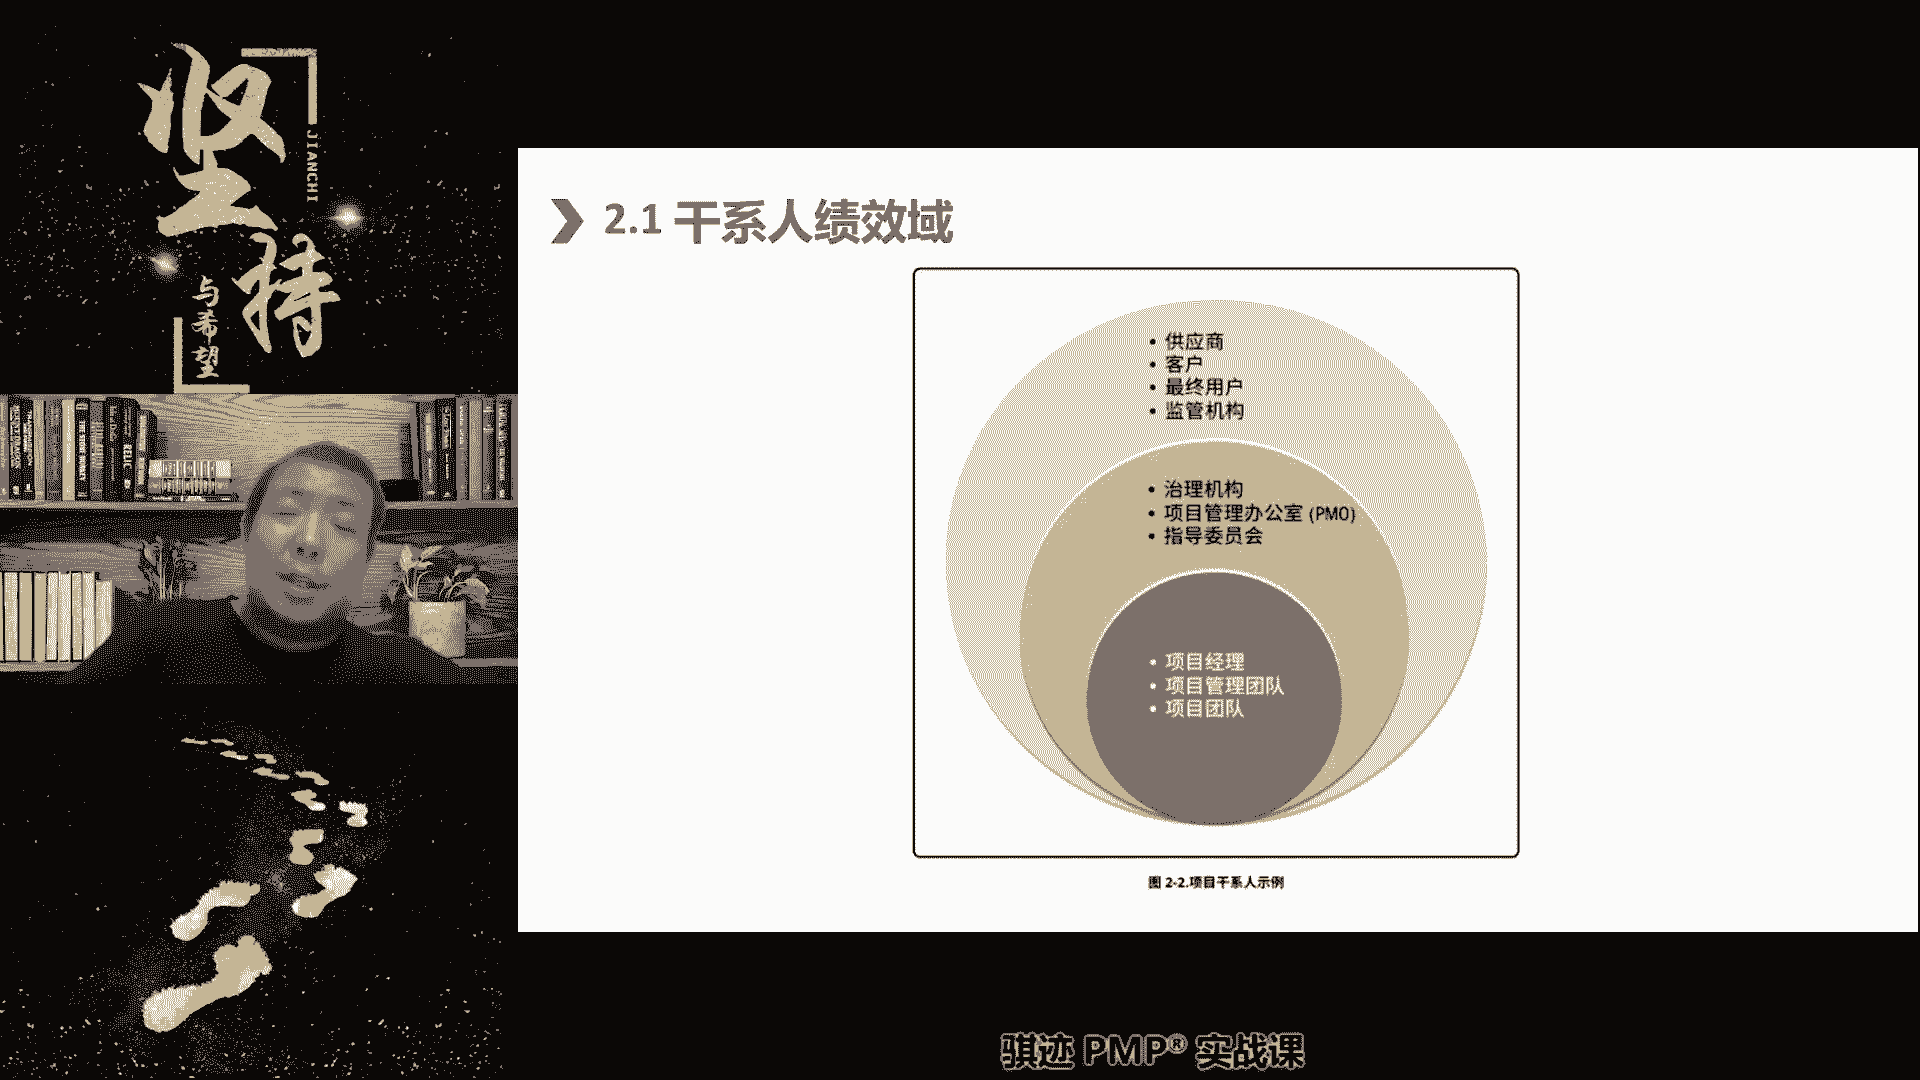 坚持
JIANCHI
与希望
2.1 干系人绩效域
• 供应商
• 客户
• 最终用户
• 监管机构
• 治理机构
• 项目管理办公室 (PMO)
• 指导委员会
• 项目经理
• 项目管理团队
• 项目团队
图 2-2.项目干系人示例
骐迹 PMP® 实战课